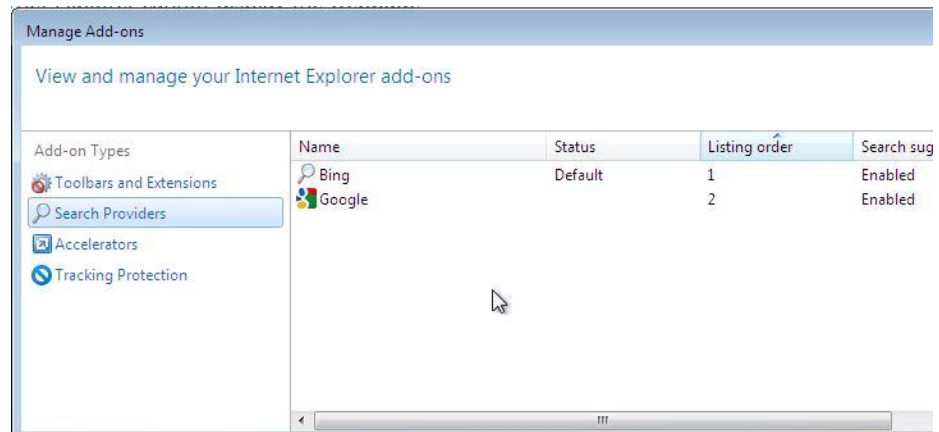 Manage Add-ons
View and manage your Internet Explorer add-ons
Add-on Types
Toolbars and Extensions
Search Providers
Accelerators
Tracking Protection
Name Status Listing order Search sug
Bing Default 1 Enabled
Google 2 Enabled